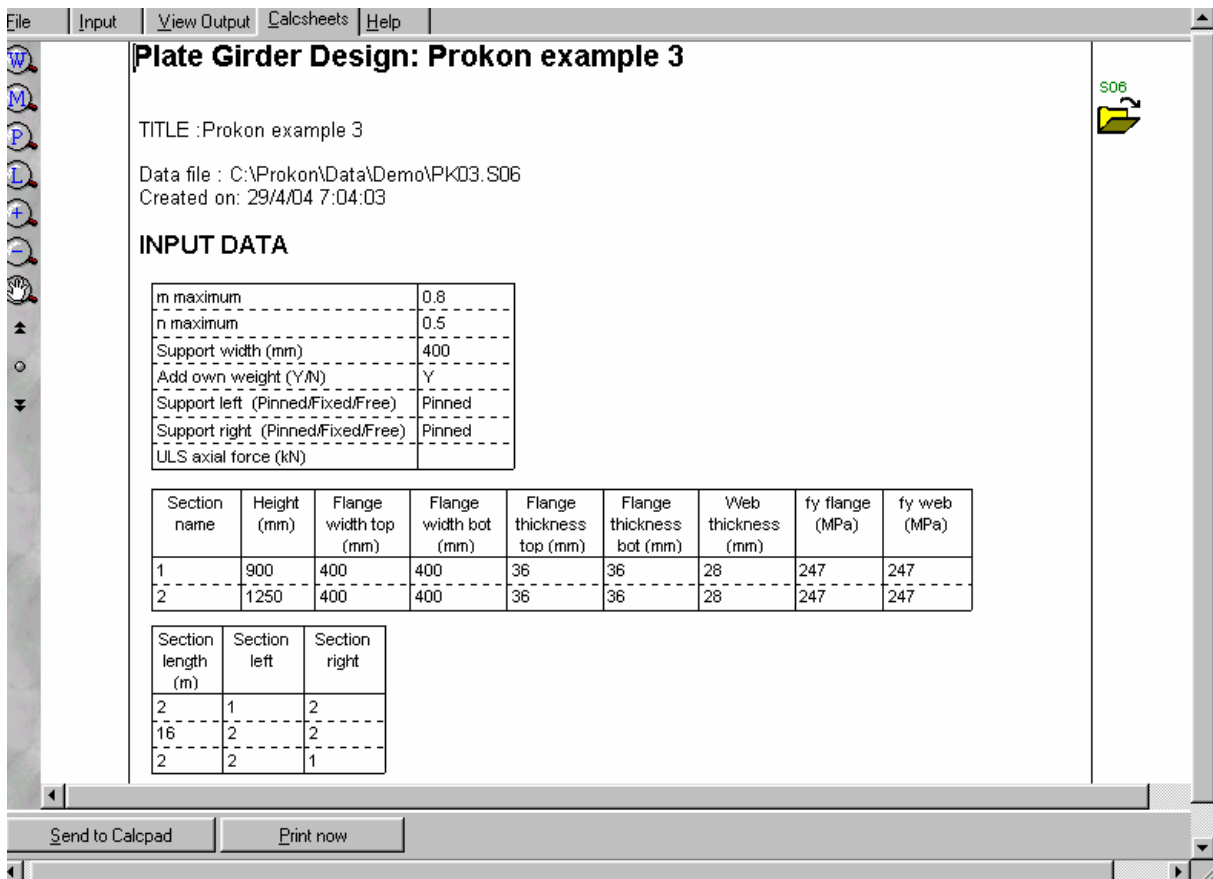 File Input View Output Calcsheets Help
Plate Girder Design: Prokon example 3
S06
TITLE :Prokon example 3
Data file : C:\Prokon\Data\Demo\PK03.S06
Created on: 29/4/04 7:04:03
INPUT DATA
m maximum 0.8
n maximum 0.5
Support width (mm) 400
Add own weight (Y/N) Y
Support left (Pinned/Fixed/Free) Pinned
Support right (Pinned/Fixed/Free) Pinned
ULS axial force (kN)
Section Height Flange Flange Flange Flange Web fy flange fy web
name (mm) width top width bot thickness thickness thickness (MPa) (MPa)
(mm) (mm) top (mm) bot (mm) (mm)
1 900 400 400 36 36 28 247 247
2 1250 400 400 36 36 28 247 247
Section Section Section
length left right
(m)
2 1 2
16 2 2
2 2 1
W
M
P
L
Send to Calcpad Print now